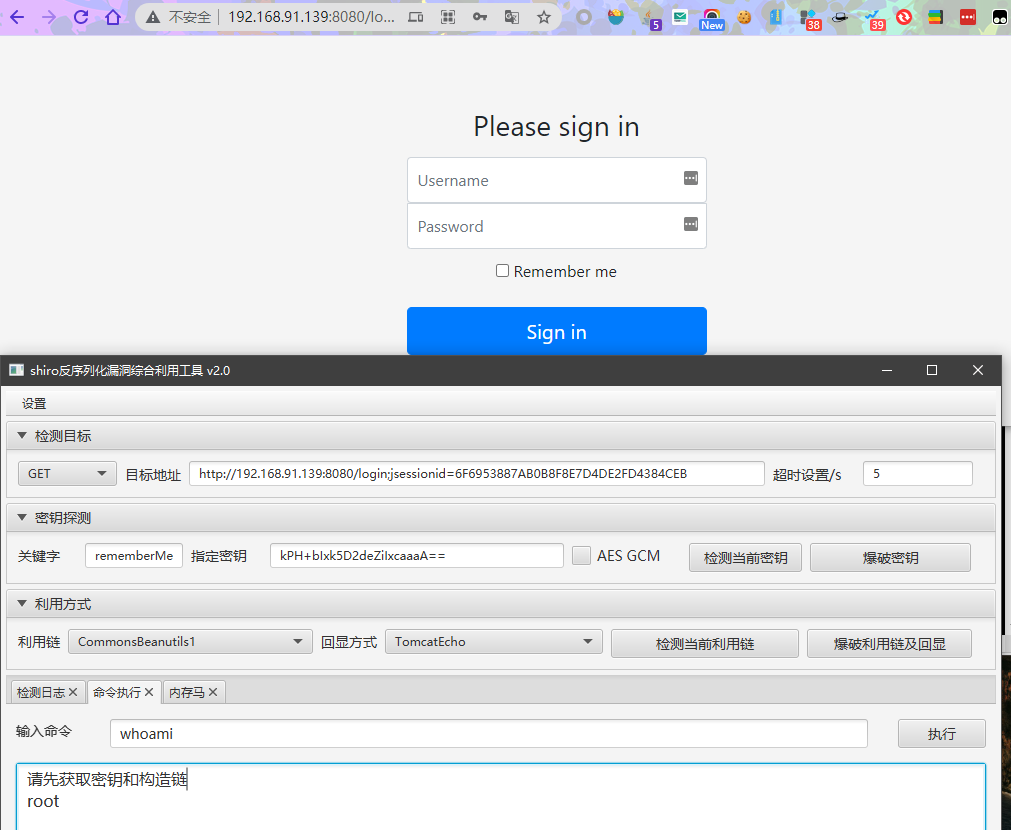 不安全 192.168.91.139:8080/lo...
5 New 38 39
Please sign in
Username
Password
Remember me
Sign in
shiro反序列化漏洞综合利用工具 v2.0
设置
检测目标
GET 目标地址 http://192.168.91.139:8080/login;jsessionid=6F6953887AB0B8F8E7D4DE2FD4384CEB 超时设置/s 5
密钥探测
关键字 rememberMe 指定密钥 kPH+bIxk5D2deZiIxcaaaA== AES GCM 检测当前密钥 爆破密钥
利用方式
利用链 CommonsBeanutils1 回显方式 TomcatEcho 检测当前利用链 爆破利用链及回显
检测日志 命令执行 内存马
输入命令 whoami 执行
请先获取密钥和构造链
root